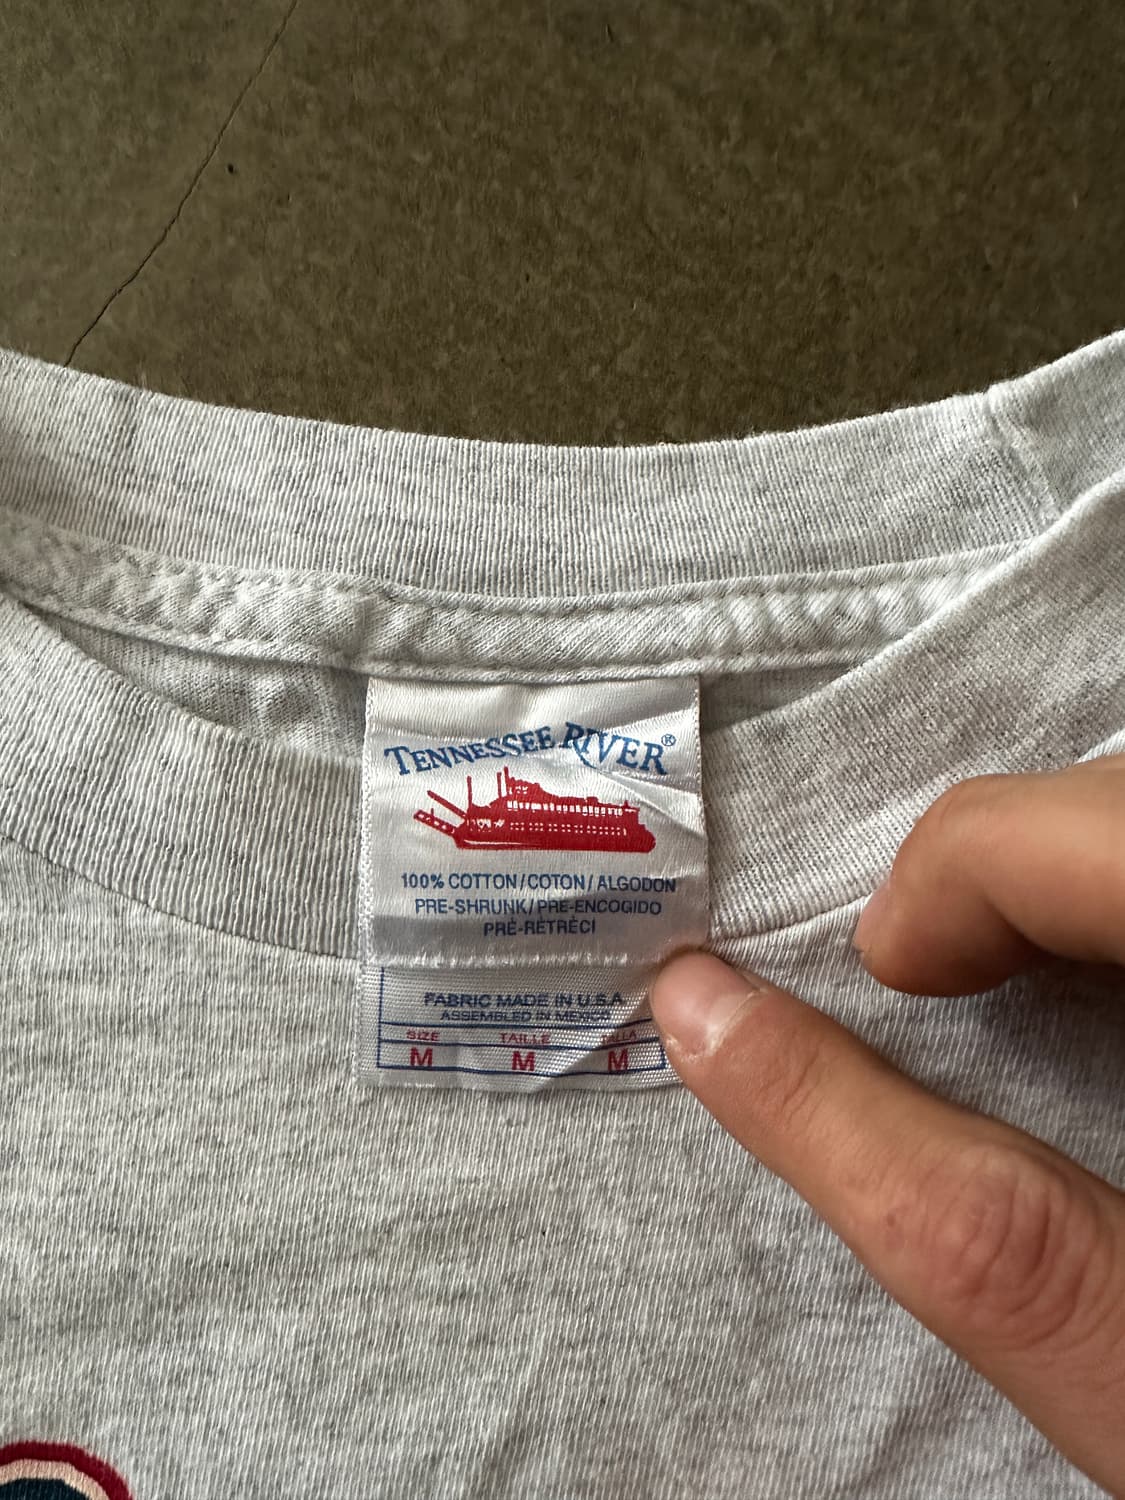 TENNESSEE RIVER®
100% COTTON/COTON/ALGODON
PRE-SHRUNK/PRE-ENCOGIDO
PRÉ-RÉTRÉCI
FABRIC MADE IN U.S.A.
ASSEMBLED IN MEXICO
SIZE TAILLE
M M M